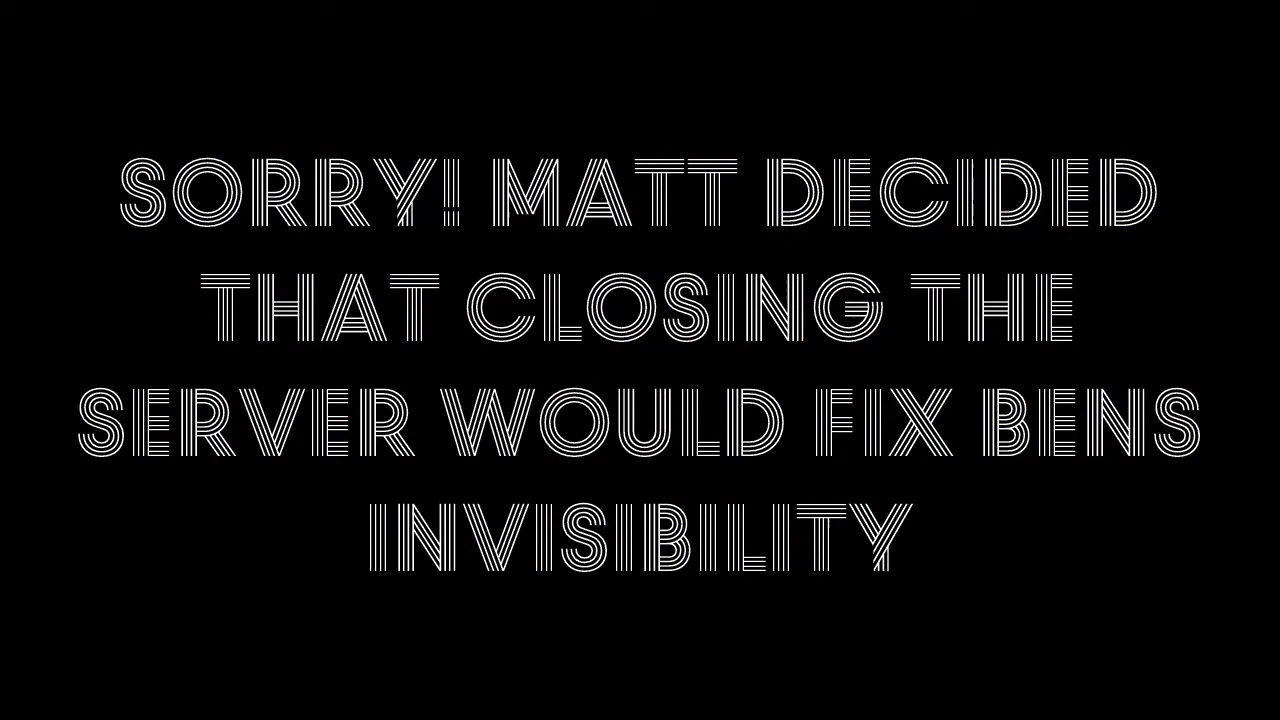 SORRY! MATT DECIDED
THAT CLOSING THE
SERVER WOULD FIX BENS
INVISIBILITY